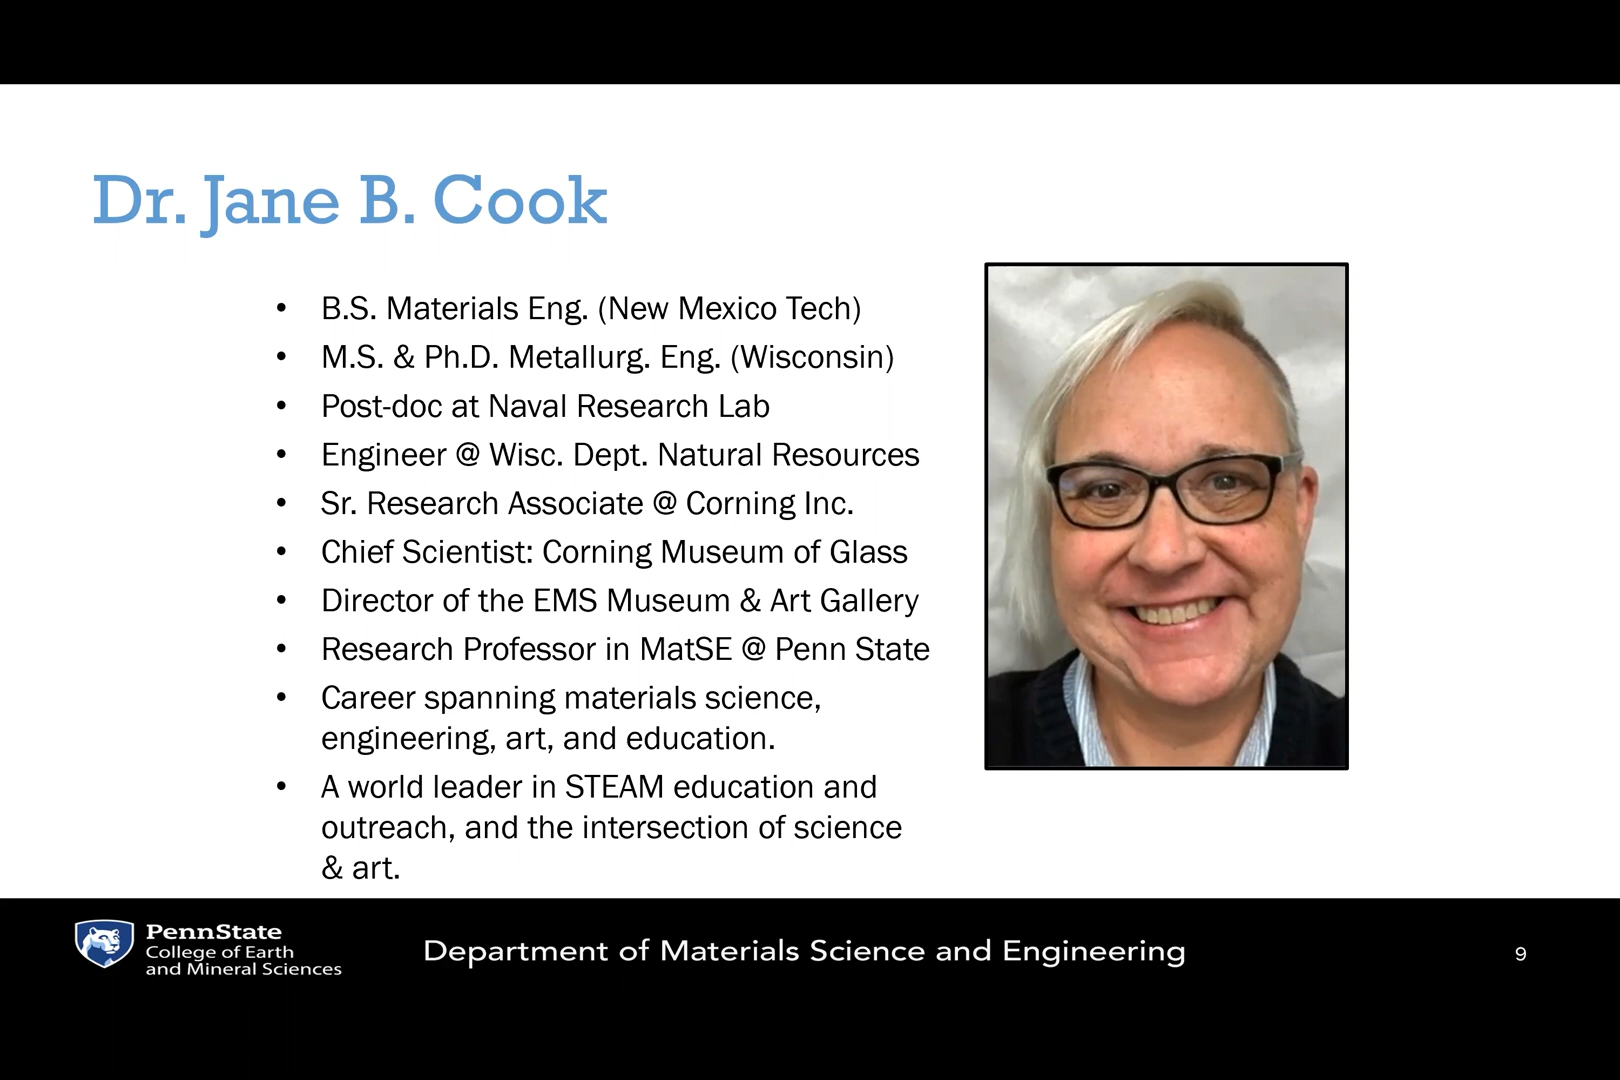 Dr. Jane B. Cook
• B.S. Materials Eng. (New Mexico Tech)
• M.S. & Ph.D. Metallurg. Eng. (Wisconsin)
• Post-doc at Naval Research Lab
• Engineer @ Wisc. Dept. Natural Resources
• Sr. Research Associate @ Corning Inc.
• Chief Scientist: Corning Museum of Glass
• Director of the EMS Museum & Art Gallery
• Research Professor in MatSE @ Penn State
• Career spanning materials science,
engineering, art, and education.
• A world leader in STEAM education and
outreach, and the intersection of science
& art.
PennState
College of Earth
and Mineral Sciences
Department of Materials Science and Engineering
9